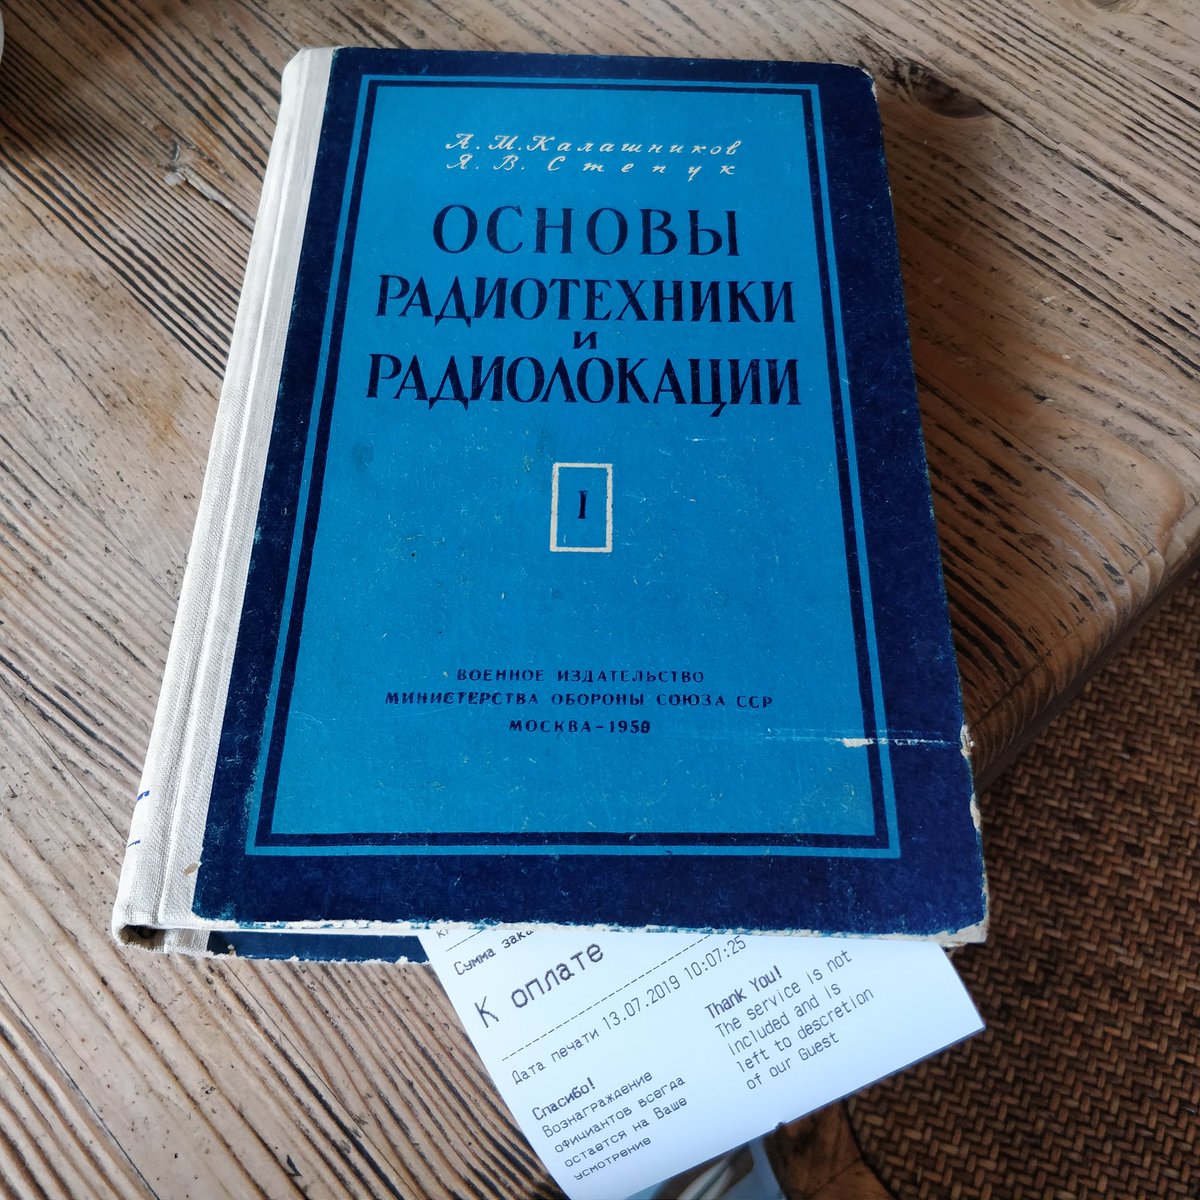 А. М. Калашников
Я. В. Степук
ОСНОВЫ
РАДИОТЕХНИКИ
и
РАДИОЛОКАЦИИ
I
ВОЕННОЕ ИЗДАТЕЛЬСТВО
МИНИСТЕРСТВА ОБОРОНЫ СОЮЗА ССР
МОСКВА-1958
Сумма
К оплате
Дата печати 13.07.2019 10:07:25
Спасибо!
Вознаграждение
официантов всегда
остается на Ваше
усмотрение
Thank You!
The service is not
included and is
left to descretion
of our Guest